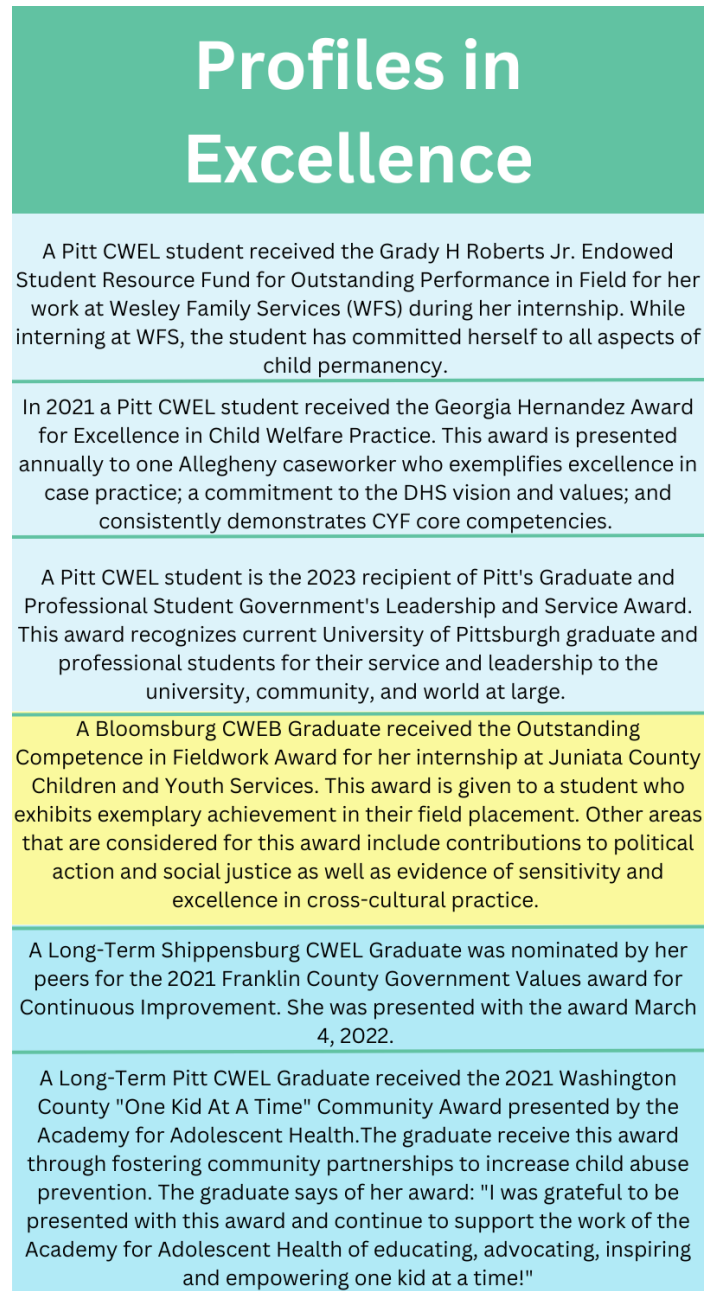 Profiles in
Excellence
A Pitt CWEL student received the Grady H Roberts Jr. Endowed
Student Resource Fund for Outstanding Performance in Field for her
work at Wesley Family Services (WFS) during her internship. While
interning at WFS, the student has committed herself to all aspects of
child permanency.
In 2021 a Pitt CWEL student received the Georgia Hernandez Award
for Excellence in Child Welfare Practice. This award is presented
annually to one Allegheny caseworker who exemplifies excellence in
case practice; a commitment to the DHS vision and values; and
consistently demonstrates CYF core competencies.
A Pitt CWEL student is the 2023 recipient of Pitt's Graduate and
Professional Student Government's Leadership and Service Award.
This award recognizes current University of Pittsburgh graduate and
professional students for their service and leadership to the
university, community, and world at large.
A Bloomsburg CWEB Graduate received the Outstanding
Competence in Fieldwork Award for her internship at Juniata County
Children and Youth Services. This award is given to a student who
exhibits exemplary achievement in their field placement. Other areas
that are considered for this award include contributions to political
action and social justice as well as evidence of sensitivity and
excellence in cross-cultural practice.
A Long-Term Shippensburg CWEL Graduate was nominated by her
peers for the 2021 Franklin County Government Values award for
Continuous Improvement. She was presented with the award March
4, 2022.
A Long-Term Pitt CWEL Graduate received the 2021 Washington
County "One Kid At A Time" Community Award presented by the
Academy for Adolescent Health.The graduate receive this award
through fostering community partnerships to increase child abuse
prevention. The graduate says of her award: "I was grateful to be
presented with this award and continue to support the work of the
Academy for Adolescent Health of educating, advocating, inspiring
and empowering one kid at a time!"